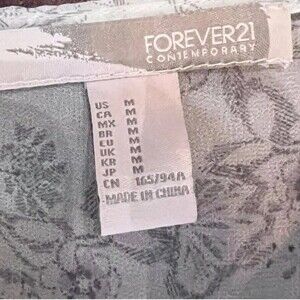 FOREVER21
CONTEMPORARY
US M
CA M
MX M
BR M
EU M
UK M
KR M
JP M
CN 165/94A
MADE IN CHINA